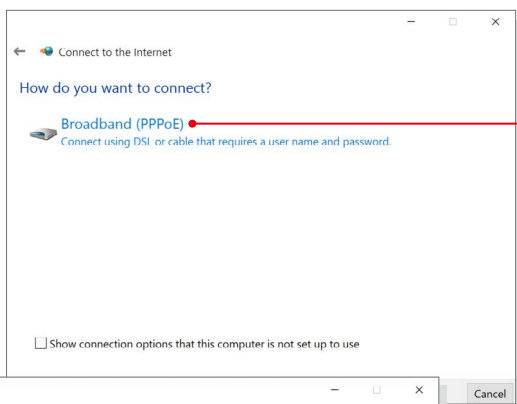 Connect to the Internet
How do you want to connect?
Broadband (PPPoE)
Connect using DSL or cable that requires a user name and password.
Show connection options that this computer is not set up to use
Cancel